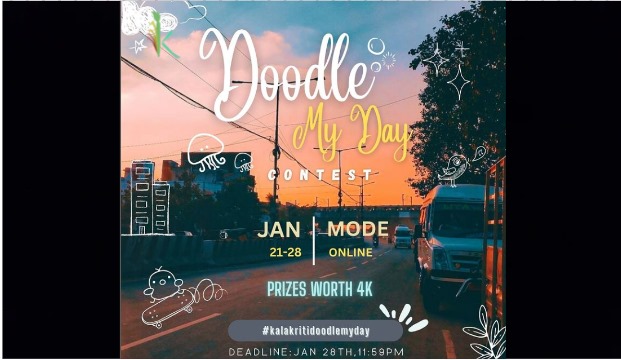 Doodle
My Day
CONTEST
JAN | MODE
21-28 | ONLINE
PRIZES WORTH 4K
#kalakritidoodlemyday
DEADLINE:JAN 28TH,11:59PM